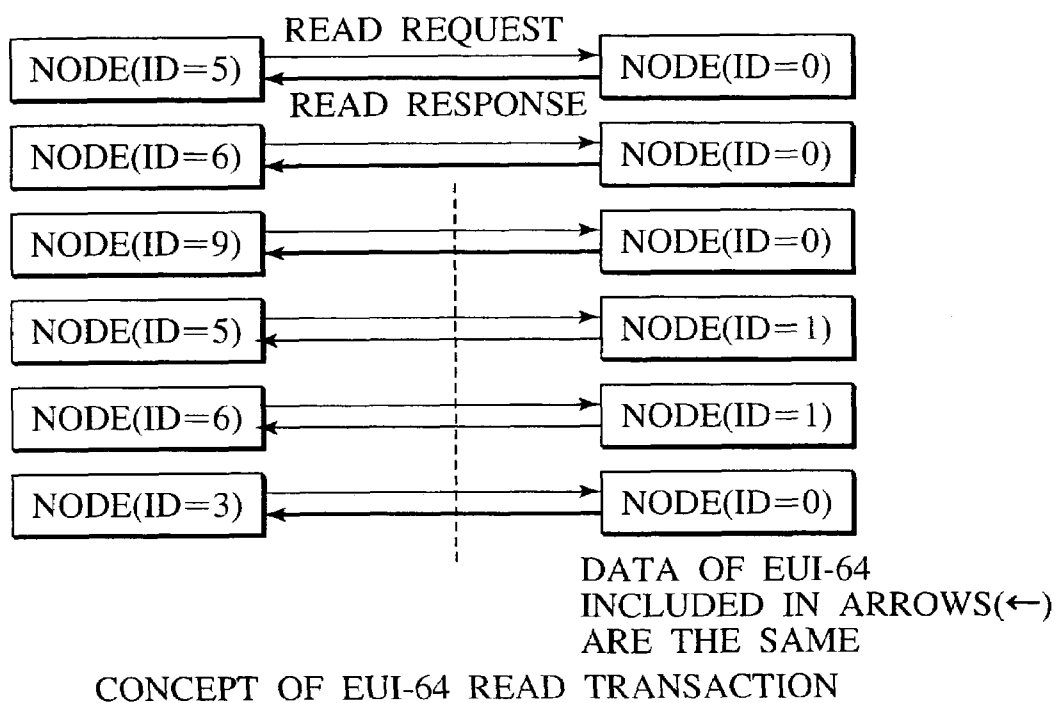 READ REQUEST
NODE(ID=5) NODE(ID=0)
READ RESPONSE
NODE(ID=6) NODE(ID=0)
NODE(ID=9) NODE(ID=0)
NODE(ID=5) NODE(ID=1)
NODE(ID=6) NODE(ID=1)
NODE(ID=3) NODE(ID=0)
DATA OF EUI-64
INCLUDED IN ARROWS(←)
ARE THE SAME
CONCEPT OF EUI-64 READ TRANSACTION